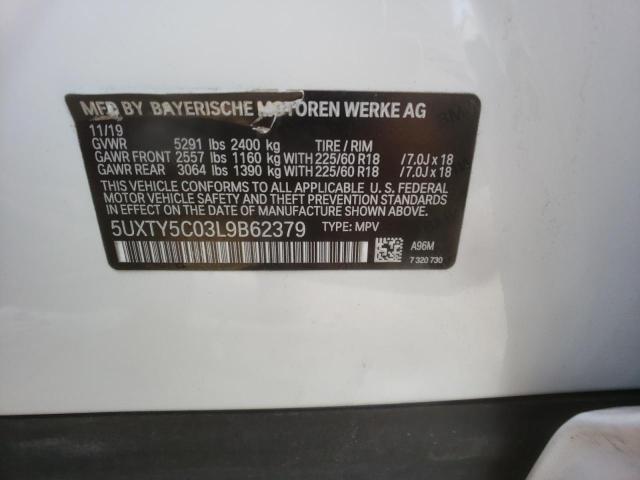 MFD BY BAYERISCHE MOTOREN WERKE AG
11/19
GVWR 5291 lbs 2400 kg TIRE / RIM
GAWR FRONT 2557 lbs 1160 kg WITH 225/60 R18 /7.0J x 18
GAWR REAR 3064 lbs 1390 kg WITH 225/60 R18 /7.0J x 18
THIS VEHICLE CONFORMS TO ALL APPLICABLE U. S. FEDERAL
MOTOR VEHICLE SAFETY, BUMPER, AND
THEFT PREVENTION STANDARDS IN EFFECT
ON THE DATE OF MANUFACTURE SHOWN ABOVE.
5UXTY5C03L9B62379 TYPE: MPV
A96M
7 320 730